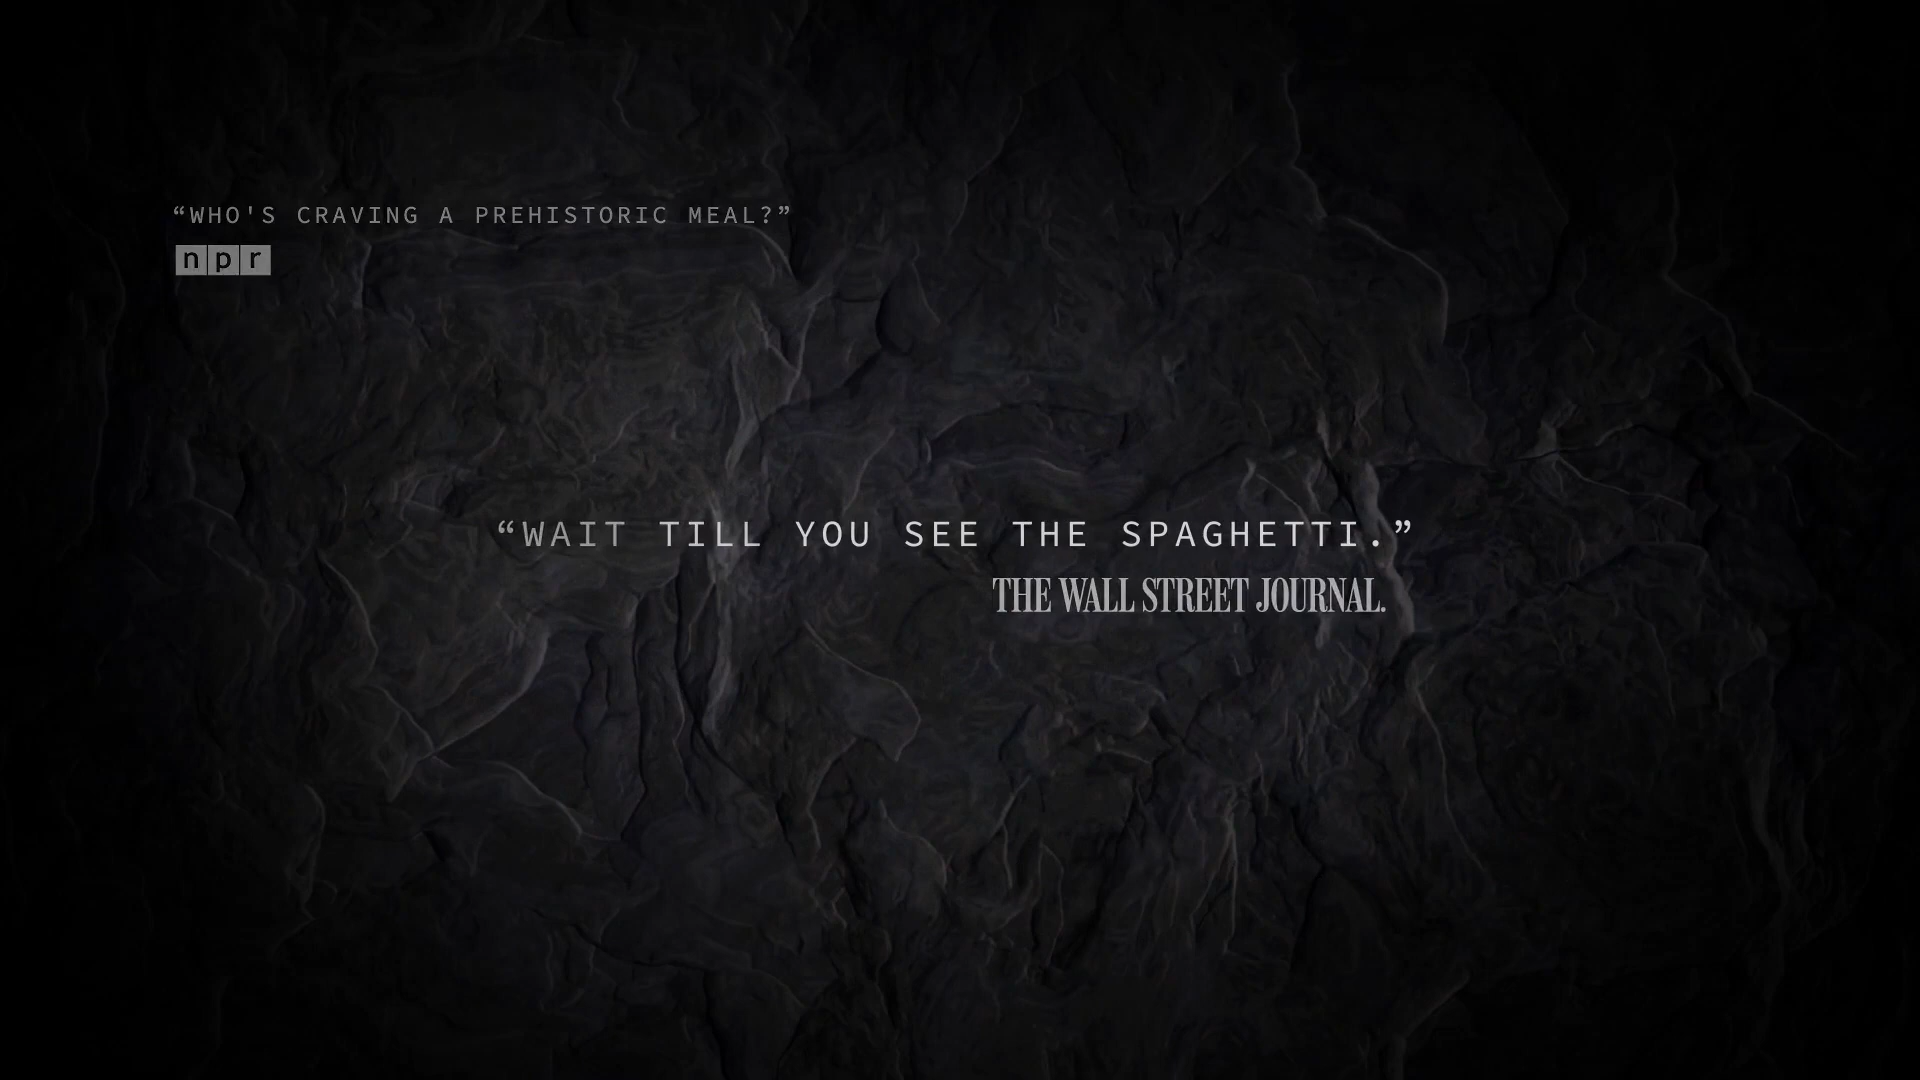 “WHO'S CRAVING A PREHISTORIC MEAL?”
npr
“WAIT TILL YOU SEE THE SPAGHETTI.”
THE WALL STREET JOURNAL.